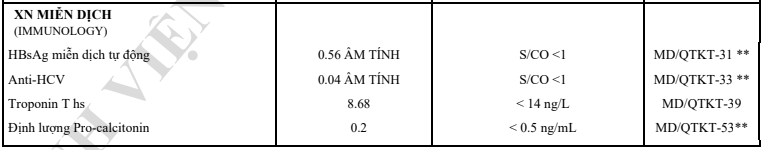 XN MIỄN DỊCH
(IMMUNOLOGY)
HBsAg miễn dịch tự động 0.56 ÂM TÍNH S/CO <1 MD/QTKT-31 **
Anti-HCV 0.04 ÂM TÍNH S/CO <1 MD/QTKT-33 **
Troponin T hs 8.68 < 14 ng/L MD/QTKT-39
Định lượng Pro-calcitonin 0.2 < 0.5 ng/mL MD/QTKT-53**
VIỆN